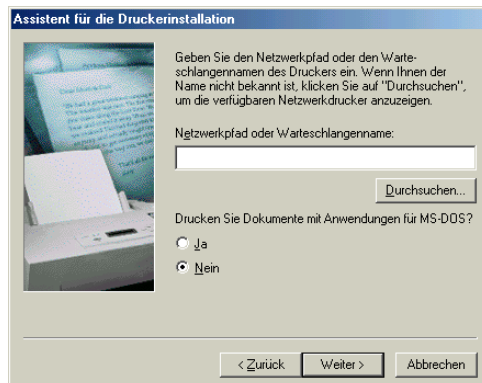 Assistent für die Druckerinstallation
Geben Sie den Netzwerkpfad oder den Warte-
schlangennamen des Druckers ein. Wenn Ihnen der
Name nicht bekannt ist, klicken Sie auf "Durchsuchen",
um die verfügbaren Netzwerkdrucker anzuzeigen.
Netzwerkpfad oder Warteschlangenname:
Durchsuchen...
Drucken Sie Dokumente mit Anwendungen für MS-DOS?
Ja
Nein
< Zurück
Weiter >
Abbrechen